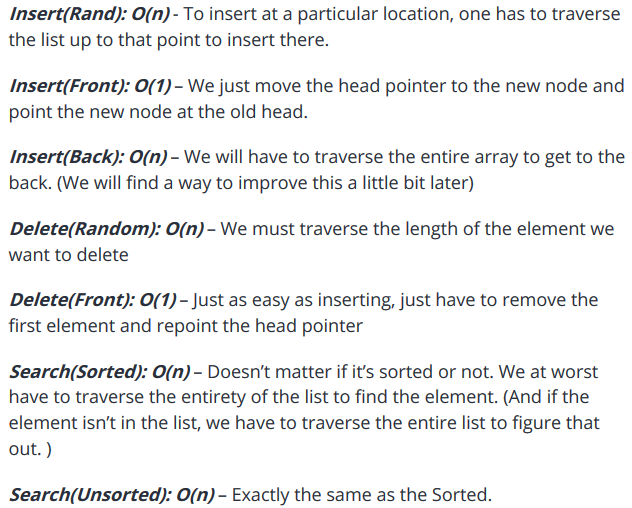 Insert(Rand): O(n) - To insert at a particular location, one has to traverse
the list up to that point to insert there.
Insert(Front): O(1) – We just move the head pointer to the new node and
point the new node at the old head.
Insert(Back): O(n) – We will have to traverse the entire array to get to the
back. (We will find a way to improve this a little bit later)
Delete(Random): O(n) – We must traverse the length of the element we
want to delete
Delete(Front): O(1) – Just as easy as inserting, just have to remove the
first element and repoint the head pointer
Search(Sorted): O(n) – Doesn’t matter if it’s sorted or not. We at worst
have to traverse the entirety of the list to find the element. (And if the
element isn’t in the list, we have to traverse the entire list to figure that
out. )
Search(Unsorted): O(n) – Exactly the same as the Sorted.